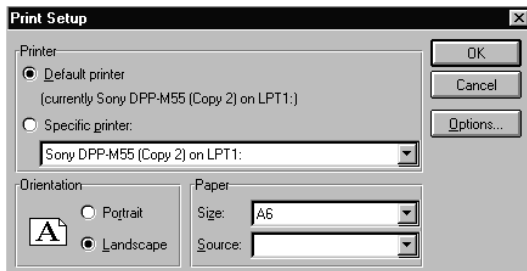 Print Setup
Printer
Default printer
(currently Sony DPP-M55 (Copy 2) on LPT1:)
Specific printer:
Sony DPP-M55 (Copy 2) on LPT1:
OK
Cancel
Options...
Orientation
A
Portrait
Landscape
Paper
Size: A6
Source: